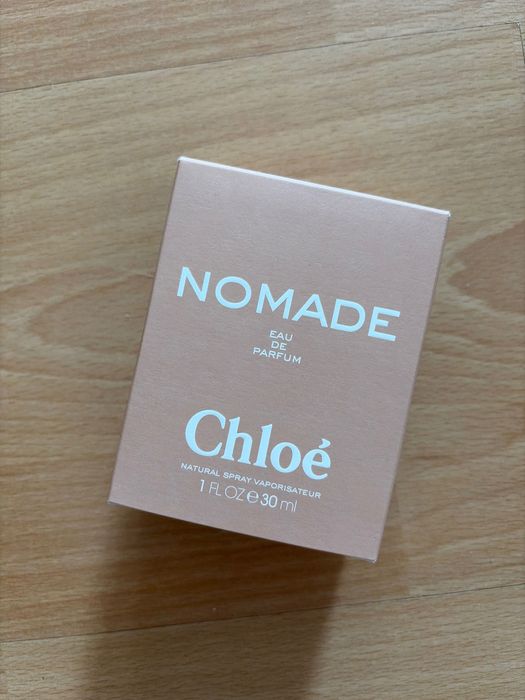 NOMADE
EAU
DE
PARFUM
Chloé
NATURAL SPRAY VAPORISATEUR
1 FL OZ ℮ 30 ml